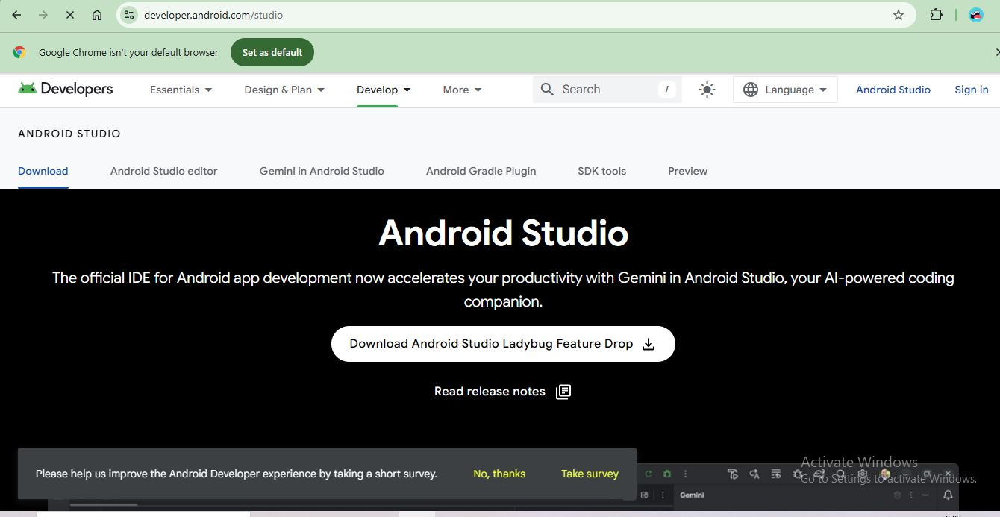 developer.android.com/studio
Google Chrome isn't your default browser Set as default
Developers Essentials Design & Plan Develop More Search / Language Android Studio Sign in
ANDROID STUDIO
Download Android Studio editor Gemini in Android Studio Android Gradle Plugin SDK tools Preview
Android Studio
The official IDE for Android app development now accelerates your productivity with Gemini in Android Studio, your AI-powered coding
companion.
Download Android Studio Ladybug Feature Drop
Read release notes
Please help us improve the Android Developer experience by taking a short survey. No, thanks Take survey
Activate Windows
Go to Settings to activate Windows.
Gemini